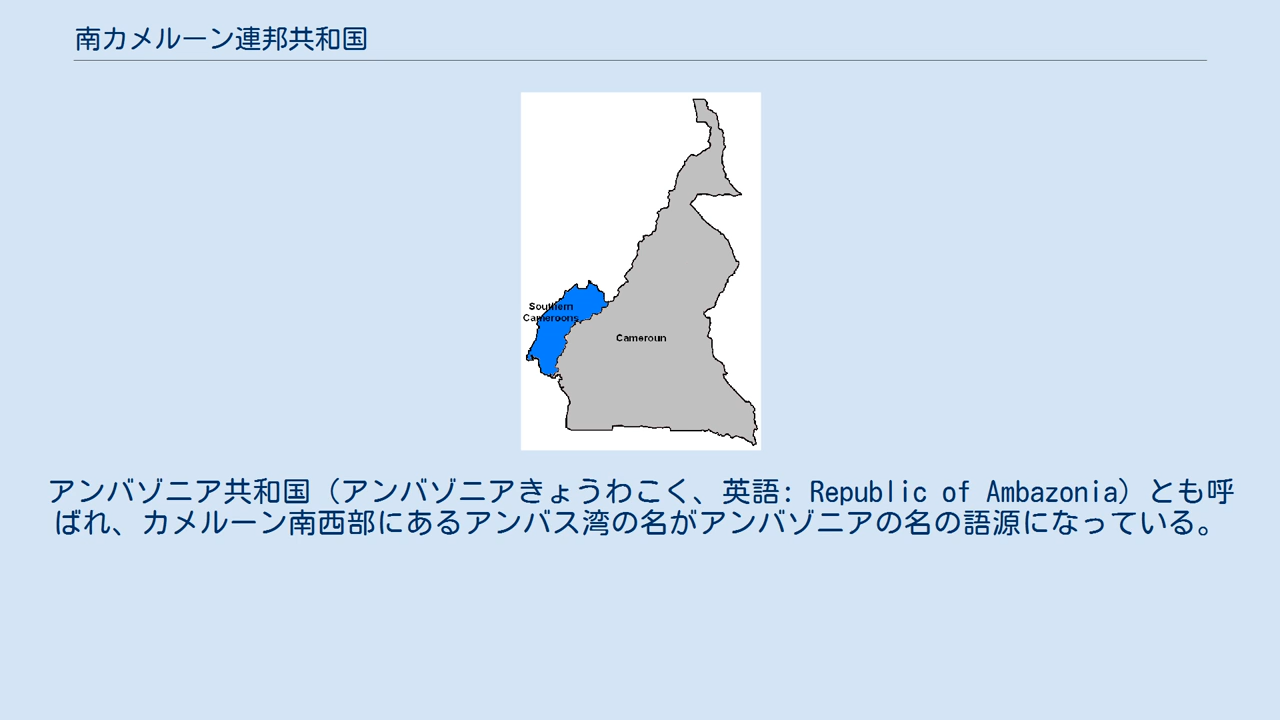 南カメルーン連邦共和国
Southern
Cameroons
Cameroun
アンバゾニア共和国（アンバゾニアきょうわこく、英語: Republic of Ambazonia）とも呼
ばれ、カメルーン南西部にあるアンバス湾の名がアンバゾニアの名の語源になっている。